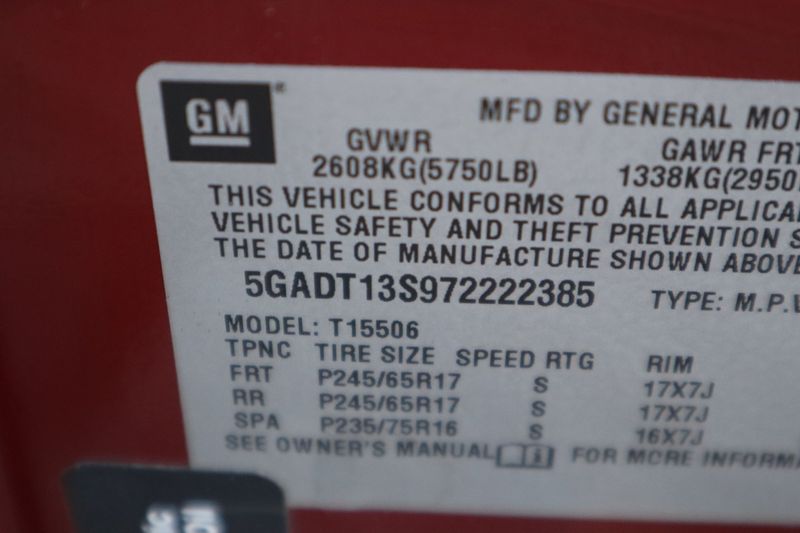 GM
MFD BY GENERAL MOT
GVWR GAWR FRT
2608KG(5750LB) 1338KG(2950
THIS VEHICLE CONFORMS TO ALL APPLICA
VEHICLE SAFETY AND THEFT PREVENTION S
THE DATE OF MANUFACTURE SHOWN ABOVE
5GADT13S972222385 TYPE: M.P.V
MODEL: T15506
TPNC TIRE SIZE SPEED RTG RIM
FRT P245/65R17 S 17X7J
RR P245/65R17 S 17X7J
SPA P235/75R16 S 16X7J
SEE OWNER'S MANUAL FOR MORE INFORMA